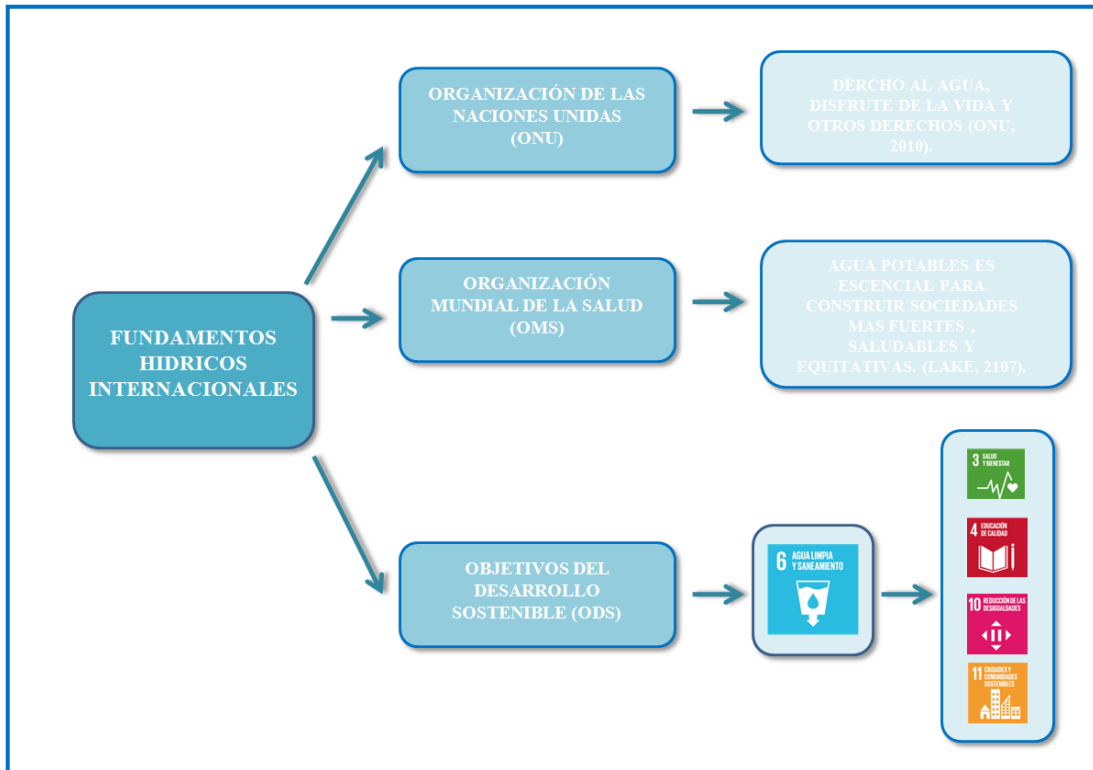 ORGANIZACIÓN DE LAS
NACIONES UNIDAS
(ONU)
DERCHO AL AGUA,
DISFRUTE DE LA VIDA Y
OTROS DERECHOS (ONU,
2010).
FUNDAMENTOS
HIDRICOS
INTERNACIONALES
ORGANIZACIÓN
MUNDIAL DE LA SALUD
(OMS)
AGUA POTABLES ES
ESCENCIAL PARA
CONSTRUIR SOCIEDADES
MAS FUERTES ,
SALUDABLES Y
EQUITATIVAS. (LAKE, 2107).
OBJETIVOS DEL
DESARROLLO
SOSTENIBLE (ODS)
6 AGUA LIMPIA
Y SANEAMIENTO
3 SALUD
Y BIENESTAR
4 EDUCACIÓN
DE CALIDAD
10 REDUCCIÓN DE LAS
DESIGUALDADES
11 CIUDADES Y
COMUNIDADES
SOSTENIBLES